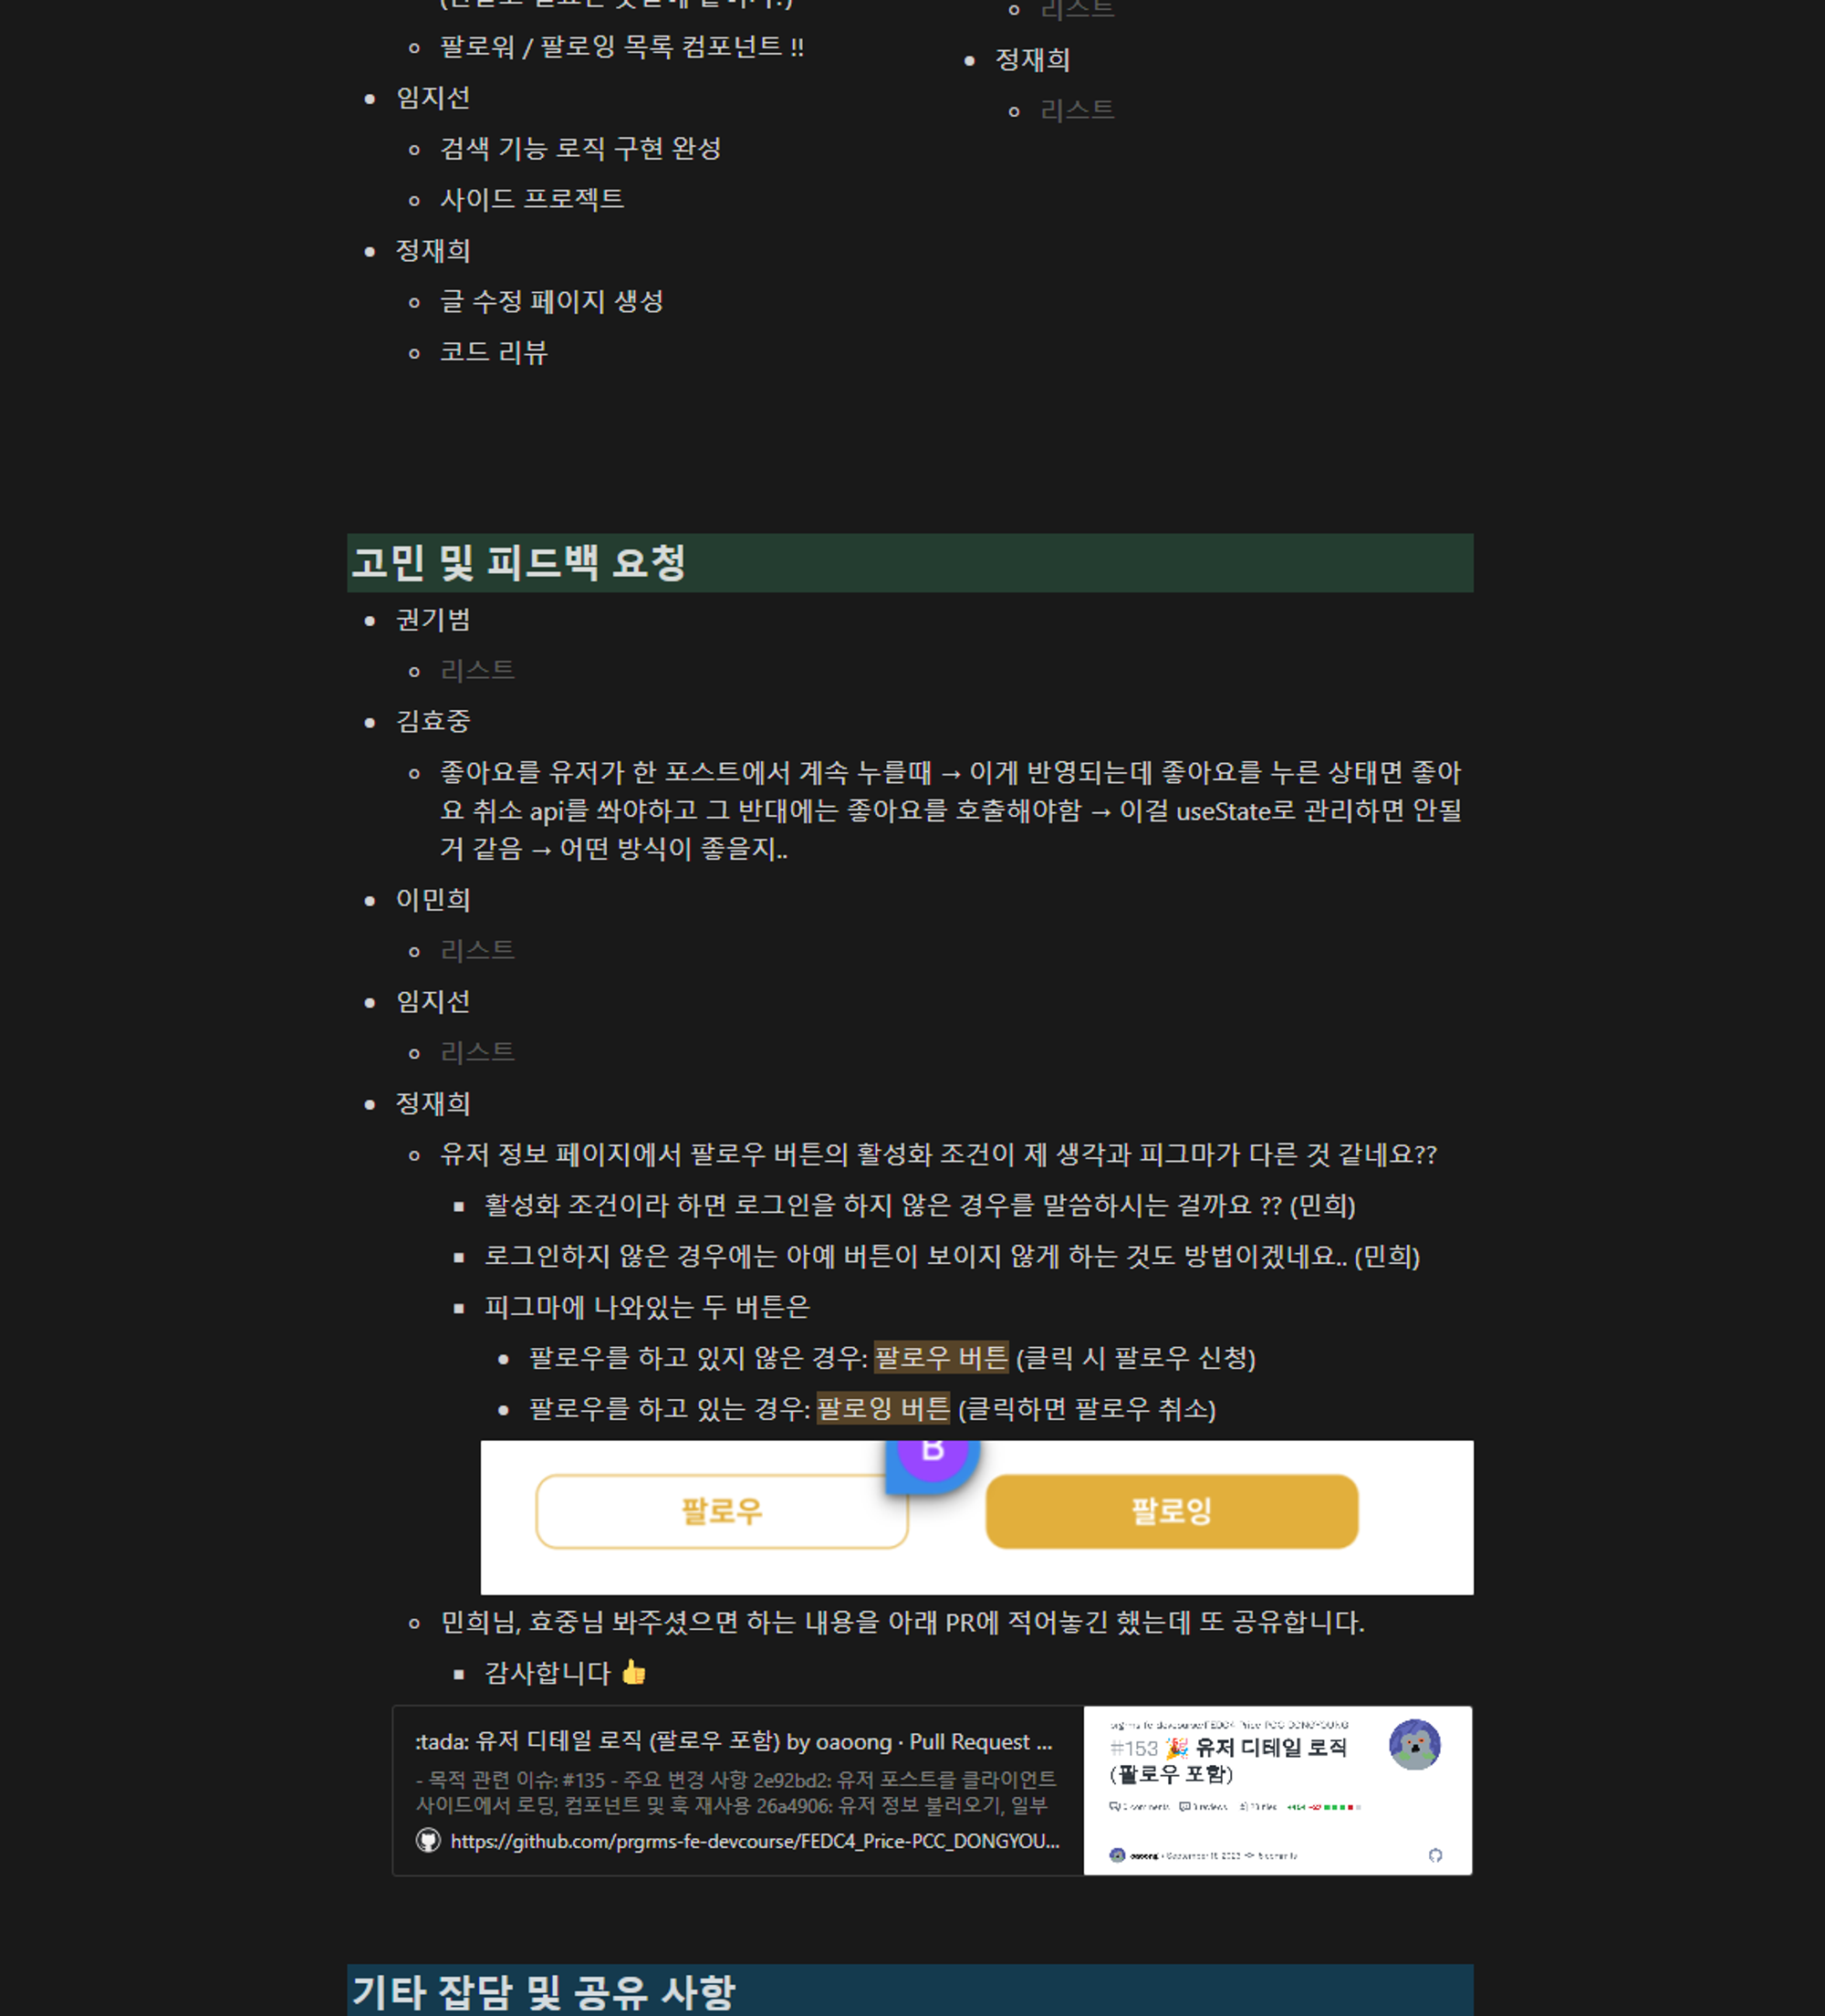 팔로워 / 팔로잉 목록 컴포넌트 !!
임지선
검색 기능 로직 구현 완성
사이드 프로젝트
정재희
글 수정 페이지 생성
코드 리뷰
리스트
정재희
리스트
고민 및 피드백 요청
권기범
리스트
김효중
좋아요를 유저가 한 포스트에서 계속 누를때 → 이게 반영되는데 좋아요를 누른 상태면 좋아
요 취소 api를 쏴야하고 그 반대에는 좋아요를 호출해야함 → 이걸 useState로 관리하면 안될
거 같음 → 어떤 방식이 좋을지..
이민희
리스트
임지선
리스트
정재희
유저 정보 페이지에서 팔로우 버튼의 활성화 조건이 제 생각과 피그마가 다른 것 같네요??
활성화 조건이라 하면 로그인을 하지 않은 경우를 말씀하시는 걸까요 ?? (민희)
로그인하지 않은 경우에는 아예 버튼이 보이지 않게 하는 것도 방법이겠네요.. (민희)
피그마에 나와있는 두 버튼은
팔로우를 하고 있지 않은 경우: 팔로우 버튼 (클릭 시 팔로우 신청)
팔로우를 하고 있는 경우: 팔로잉 버튼 (클릭하면 팔로우 취소)
B
팔로우
팔로잉
민희님, 효중님 봐주셨으면 하는 내용을 아래 PR에 적어놓긴 했는데 또 공유합니다.
감사합니다 👍
:tada: 유저 디테일 로직 (팔로우 포함) by oaoong · Pull Request ...
- 목적 관련 이슈: #135 - 주요 변경 사항 2e92bd2: 유저 포스트를 클라이언트
사이드에서 로딩, 컴포넌트 및 훅 재사용 26a4906: 유저 정보 불러오기, 일부
https://github.com/prgrms-fe-devcourse/FEDC4_Price-PCC_DONGYOU...
prgrms-fe-devcourse/FEDC4_Price-PCC_DONGYOUNG
#153 🎉 유저 디테일 로직
(팔로우 포함)
기타 잡담 및 공유 사항